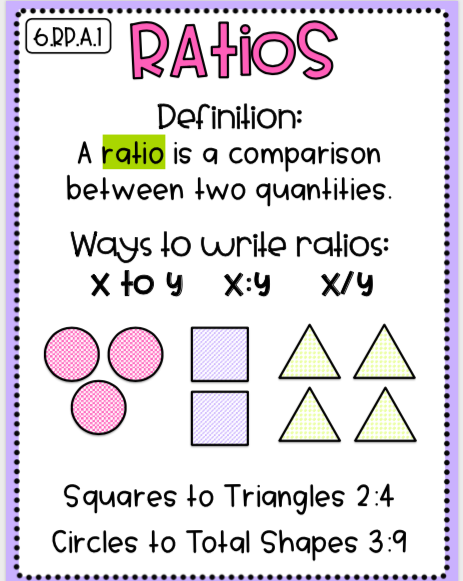 6.RP.A.1
RATIOS
Definition:
A ratio is a comparison
between two quantities.
Ways to write ratios:
x to y x:y x/y
Squares to Triangles 2:4
Circles to Total Shapes 3:9